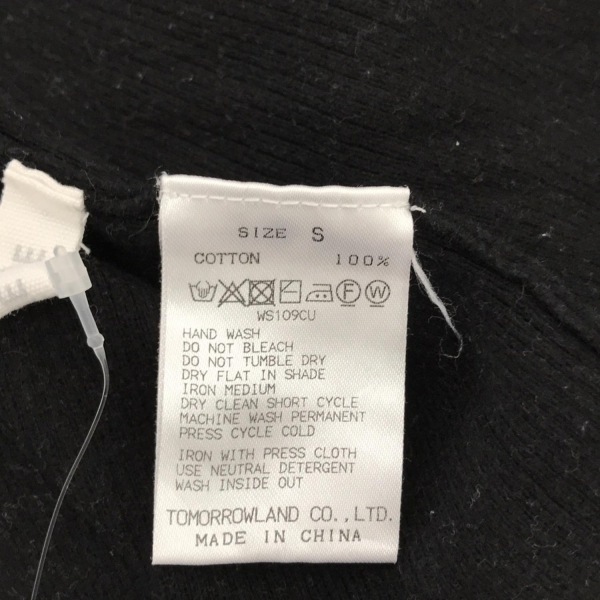 SIZE S
COTTON 100%
F W
WS109CU
HAND WASH
DO NOT BLEACH
DO NOT TUMBLE DRY
DRY FLAT IN SHADE
IRON MEDIUM
DRY CLEAN SHORT CYCLE
MACHINE WASH PERMANENT
PRESS CYCLE COLD
IRON WITH PRESS CLOTH
USE NEUTRAL DETERGENT
WASH INSIDE OUT
TOMORROWLAND CO.,LTD.
MADE IN CHINA